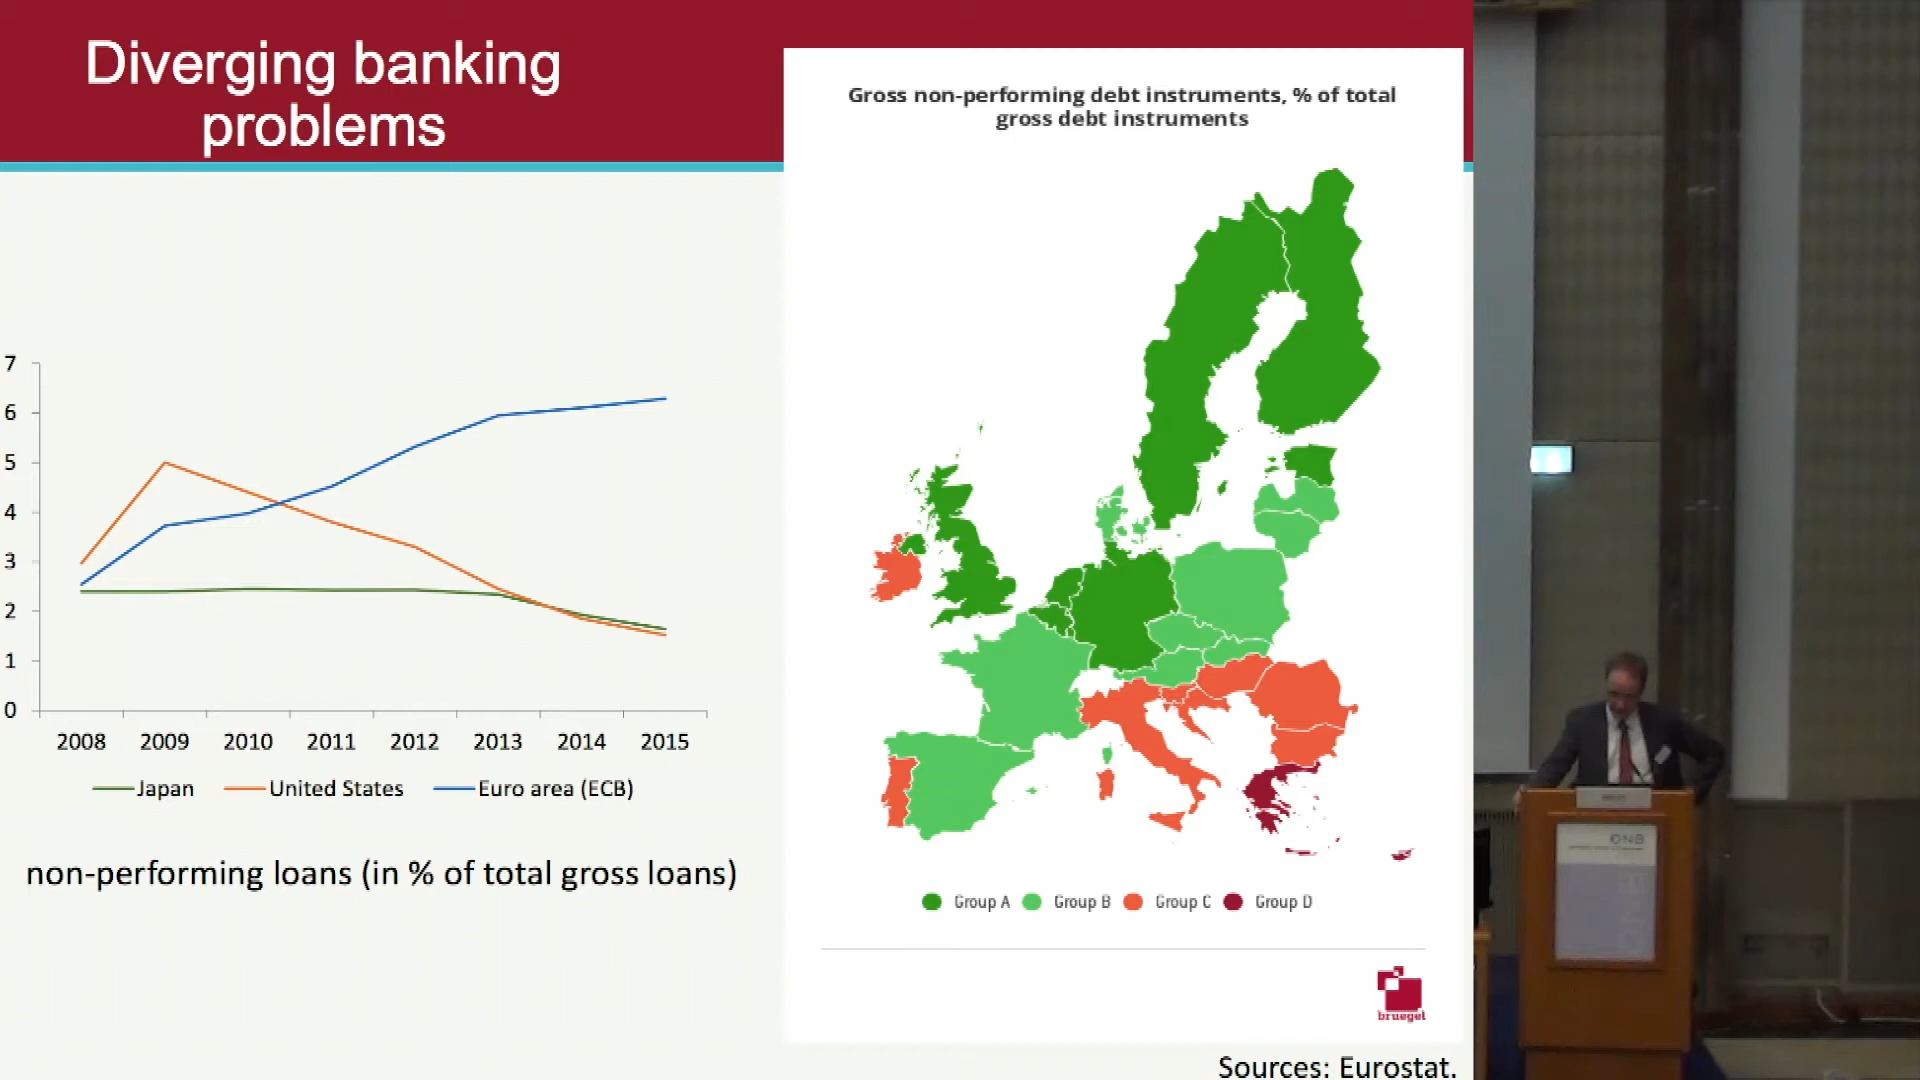 Diverging banking
problems
Gross non-performing debt instruments, % of total
gross debt instruments
7
6
5
4
3
2
1
0
2008 2009 2010 2011 2012 2013 2014 2015
Japan United States Euro area (ECB)
non-performing loans (in % of total gross loans)
Group A Group B Group C Group D
bruegel
Sources: Eurostat.